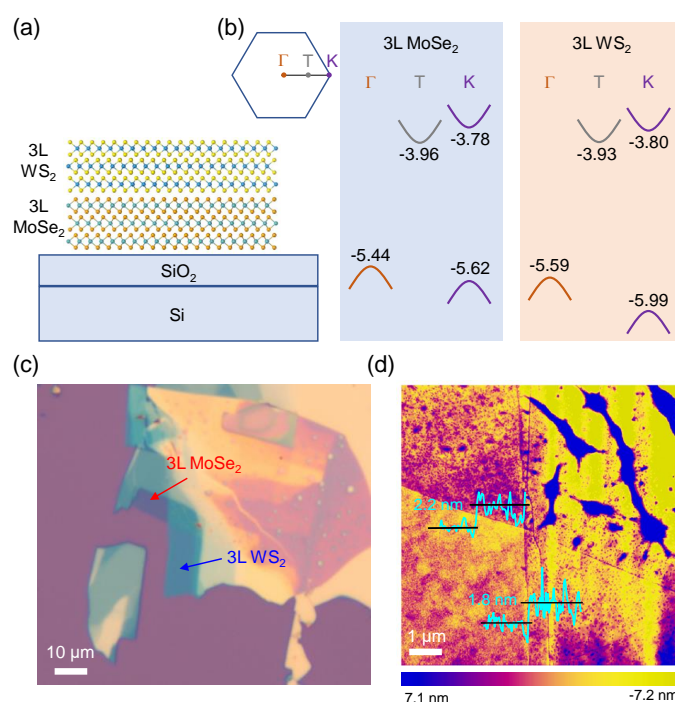 (a)
(b)
Γ T K
3L MoSe₂
Γ T K
-3.78
-3.96
-5.44
-5.62
3L WS₂
Γ T K
-3.80
-3.93
-5.59
-5.99
3L
WS₂
3L
MoSe₂
SiO₂
Si
(c)
3L MoSe₂
3L WS₂
10 μm
(d)
2.2 nm
1.8 nm
1 μm
7.1 nm
-7.2 nm